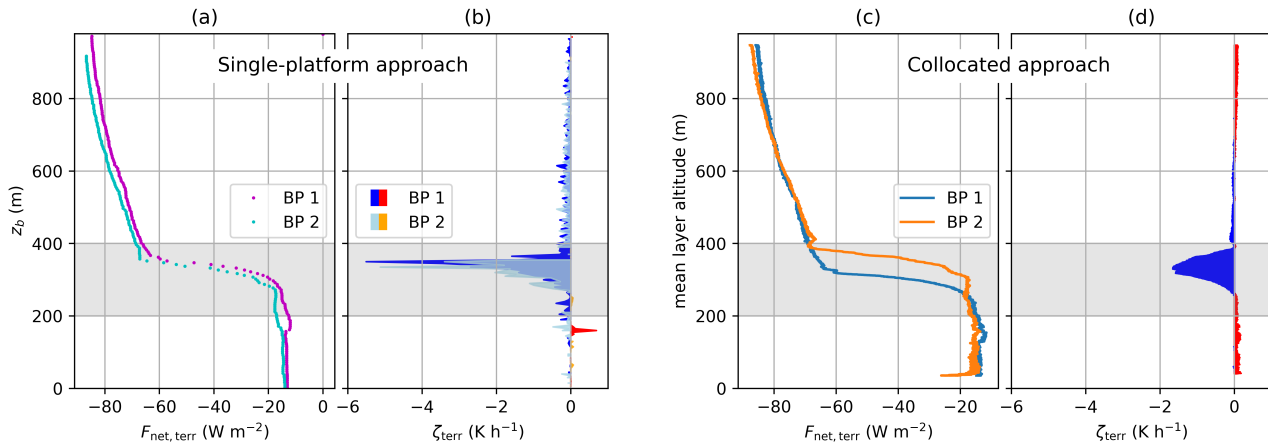 (a)
(b)
(c)
(d)
Single-platform approach
Collocated approach
z_b (m)
800
600
400
200
0
BP 1
BP 2
−80 −60 −40 −20 0
F_net, terr (W m⁻²)
BP 1
BP 2
−6 −4 −2 0
ζ_terr (K h⁻¹)
mean layer altitude (m)
800
600
400
200
0
BP 1
BP 2
−80 −60 −40 −20
F_net, terr (W m⁻²)
−6 −4 −2 0
ζ_terr (K h⁻¹)